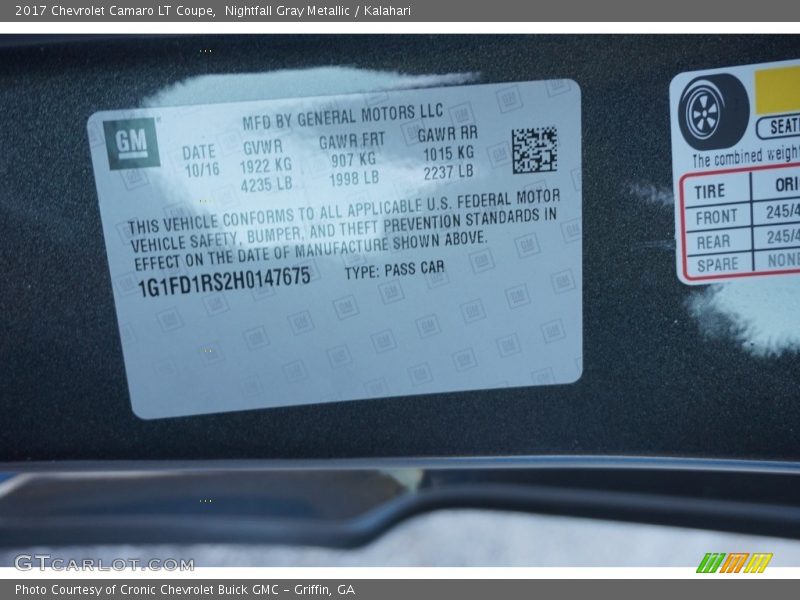 2017 Chevrolet Camaro LT Coupe,  Nightfall Gray Metallic / Kalahari
GM
MFD BY GENERAL MOTORS LLC
DATE GVWR GAWR FRT GAWR RR
10/16 1922 KG 907 KG 1015 KG
4235 LB 1998 LB 2237 LB
THIS VEHICLE CONFORMS TO ALL APPLICABLE U.S. FEDERAL MOTOR
VEHICLE SAFETY, BUMPER, AND THEFT PREVENTION STANDARDS IN
EFFECT ON THE DATE OF MANUFACTURE SHOWN ABOVE.
1G1FD1RS2H0147675 TYPE: PASS CAR
SEATI
The combined weight
TIRE ORI
FRONT 245/4
REAR 245/4
SPARE NONE
GTCARLOT.COM
Photo Courtesy of Cronic Chevrolet Buick GMC – Griffin, GA